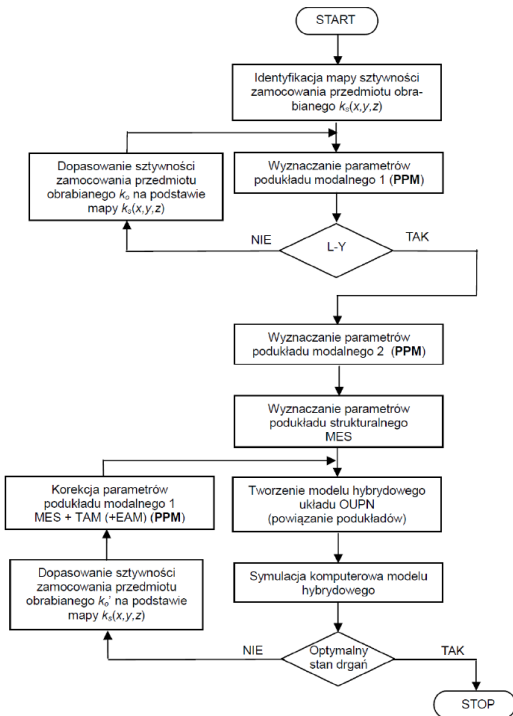 START
Identyfikacja mapy sztywności
zamocowania przedmiotu obra-
bianego ks(x,y,z)
Dopasowanie sztywności
zamocowania przedmiotu
obrabianego ko na podstawie
mapy ks(x,y,z)
Wyznaczanie parametrów
podukładu modalnego 1 (PPM)
NIE
L-Y
TAK
Wyznaczanie parametrów
podukładu modalnego 2 (PPM)
Wyznaczanie parametrów
podukładu strukturalnego
MES
Korekcja parametrów
podukładu modalnego 1
MES + TAM (+EAM) (PPM)
Tworzenie modelu hybrydowego
układu OUPN
(powiązanie podukładów)
Dopasowanie sztywności
zamocowania przedmiotu
obrabianego ko' na podstawie
mapy ks(x,y,z)
Symulacja komputerowa modelu
hybrydowego
NIE
Optymalny
stan drgań
TAK
STOP